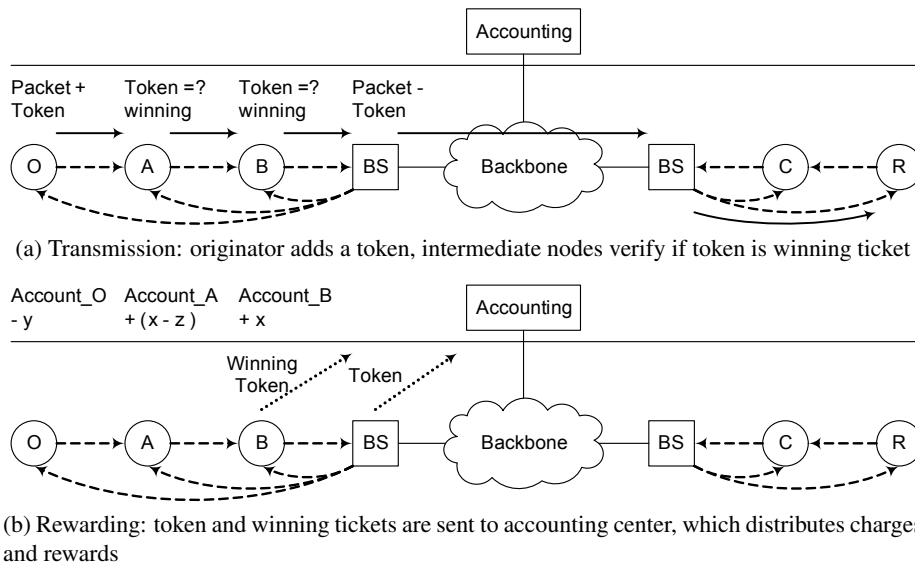 Accounting
Packet +
Token
Token =?
winning
Token =?
winning
Packet -
Token
O
A
B
BS
Backbone
BS
C
R
(a) Transmission: originator adds a token, intermediate nodes verify if token is winning ticket
Account_O
- y
Account_A
+ (x - z )
Account_B
+ x
Accounting
Winning
Token
Token
O
A
B
BS
Backbone
BS
C
R
(b) Rewarding: token and winning tickets are sent to accounting center, which distributes charges
and rewards